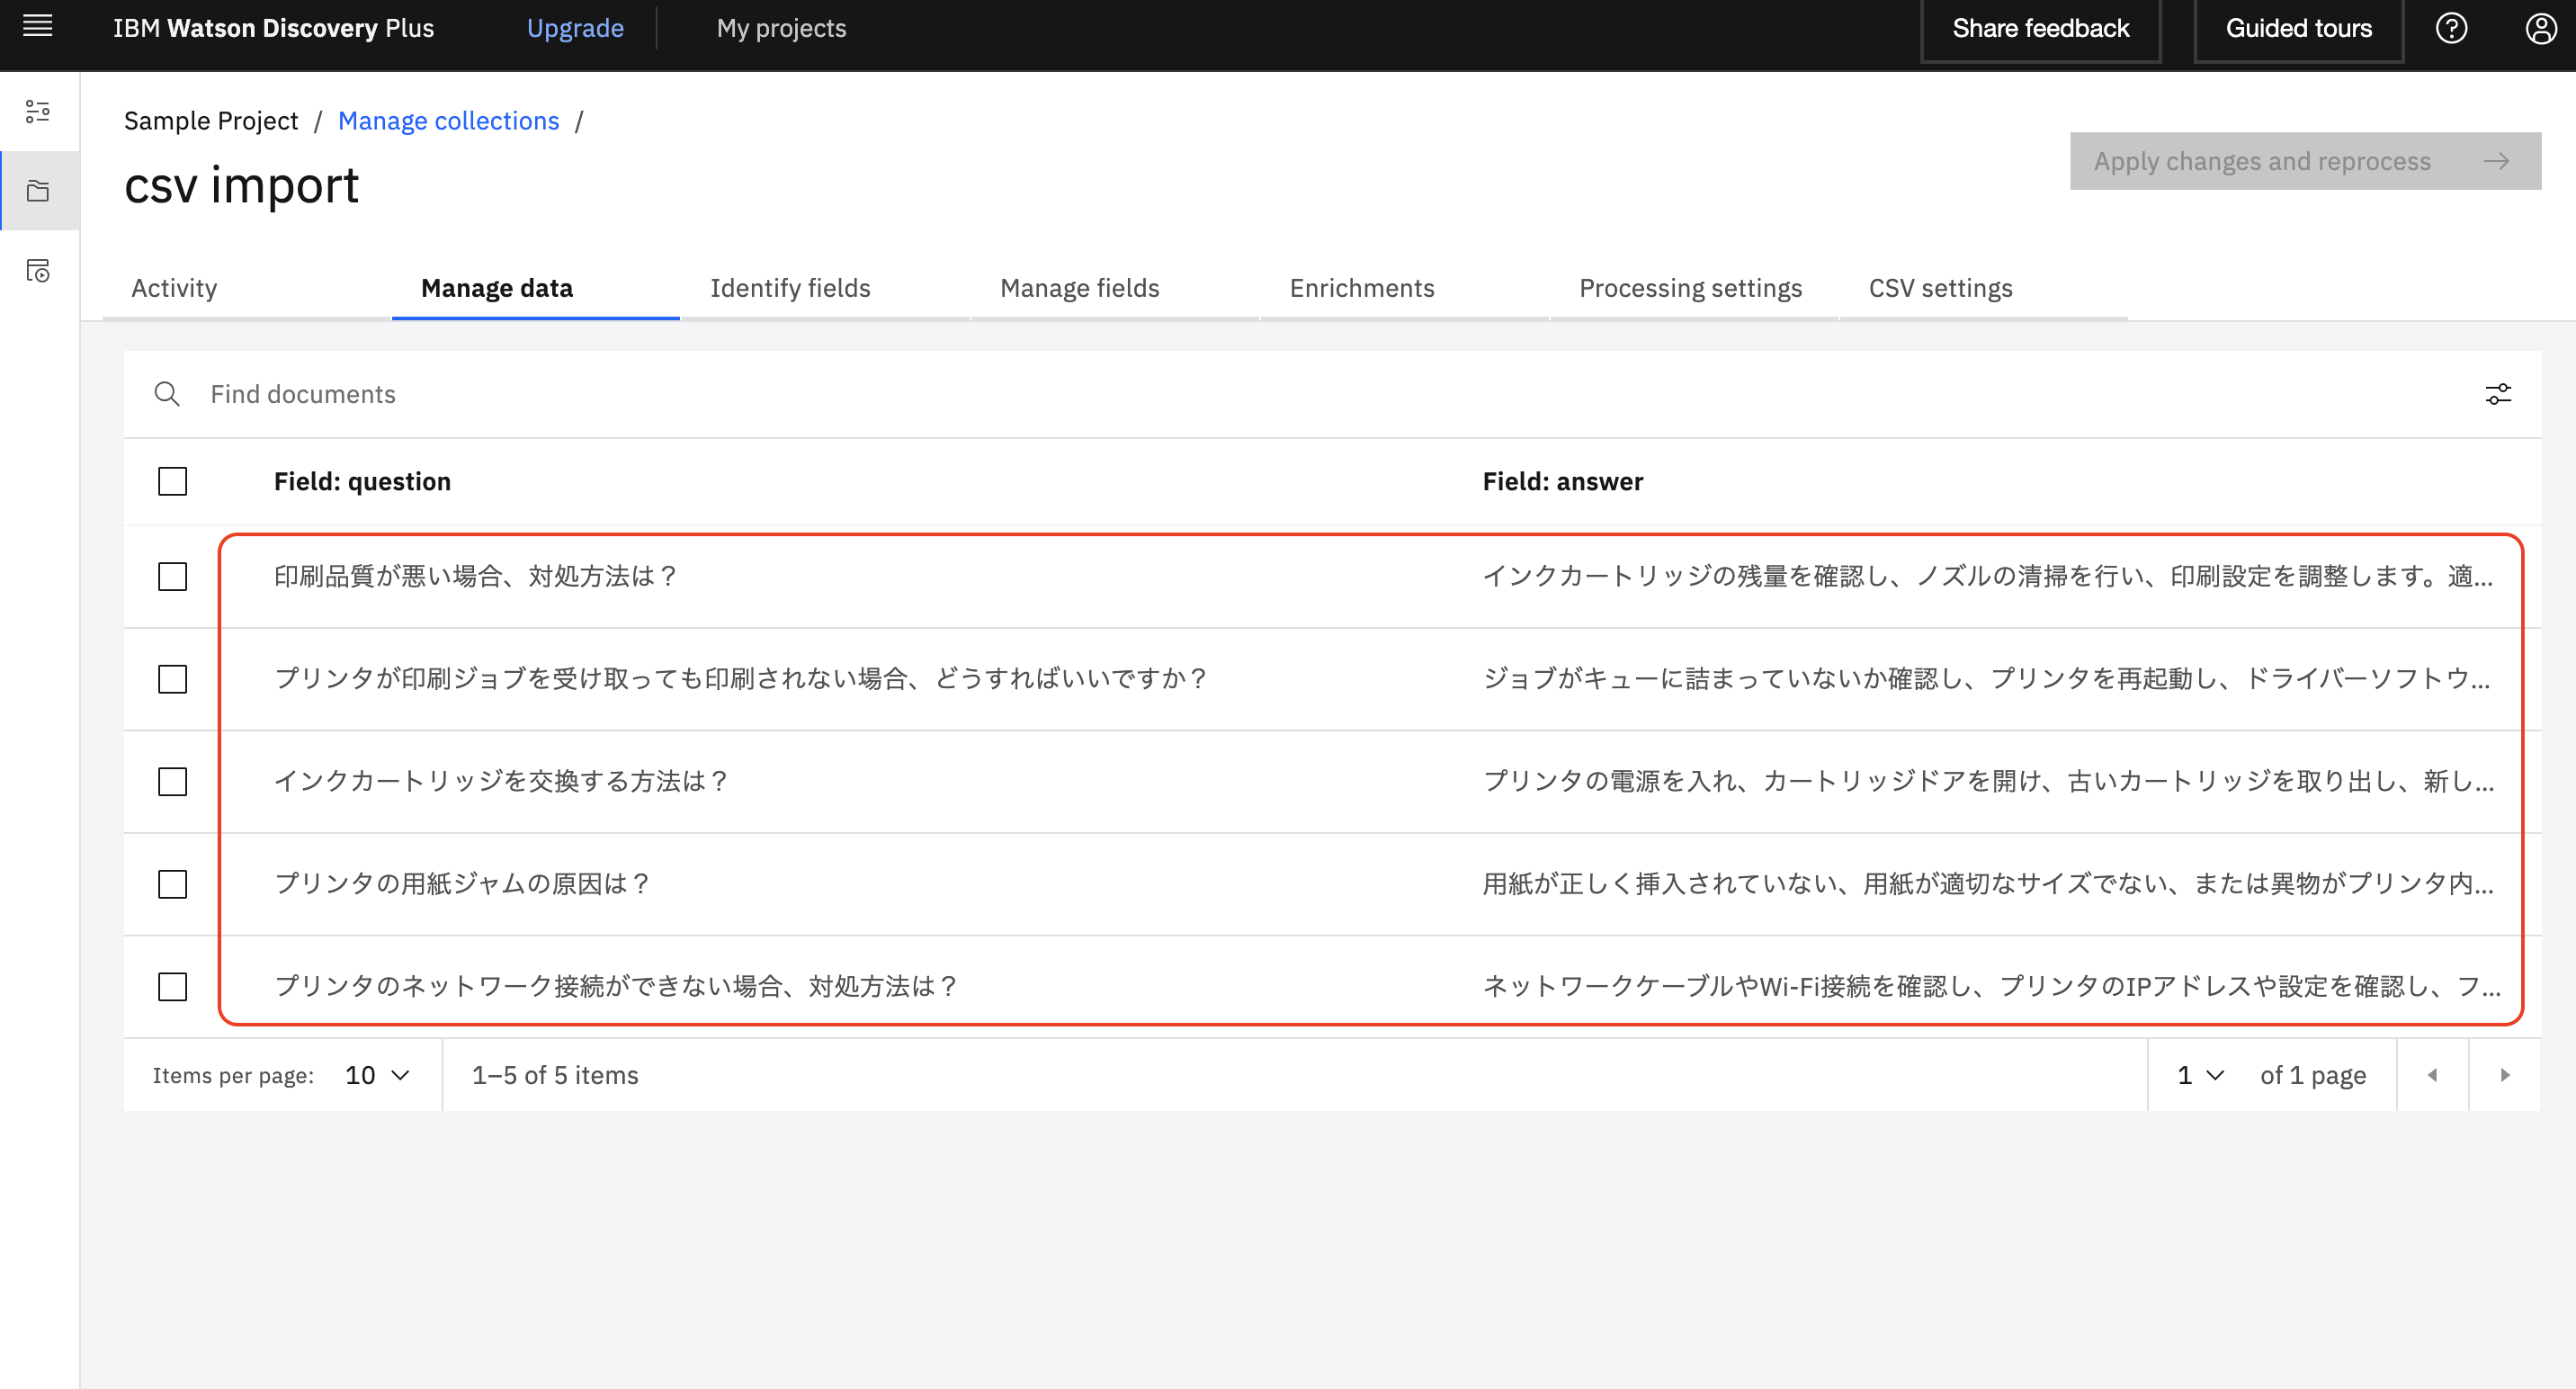 IBM Watson Discovery Plus Upgrade My projects Share feedback Guided tours
Sample Project / Manage collections /
csv import
Apply changes and reprocess
Activity Manage data Identify fields Manage fields Enrichments Processing settings CSV settings
Find documents
Field: question Field: answer
印刷品質が悪い場合、対処方法は？ インクカートリッジの残量を確認し、ノズルの清掃を行い、印刷設定を調整します。適...
プリンタが印刷ジョブを受け取っても印刷されない場合、どうすればいいですか？ ジョブがキューに詰まっていないか確認し、プリンタを再起動し、ドライバーソフトウ...
インクカートリッジを交換する方法は？ プリンタの電源を入れ、カートリッジドアを開け、古いカートリッジを取り出し、新し...
プリンタの用紙ジャムの原因は？ 用紙が正しく挿入されていない、用紙が適切なサイズでない、または異物がプリンタ内...
プリンタのネットワーク接続ができない場合、対処方法は？ ネットワークケーブルやWi-Fi接続を確認し、プリンタのIPアドレスや設定を確認し、フ...
Items per page: 10 1–5 of 5 items 1 of 1 page